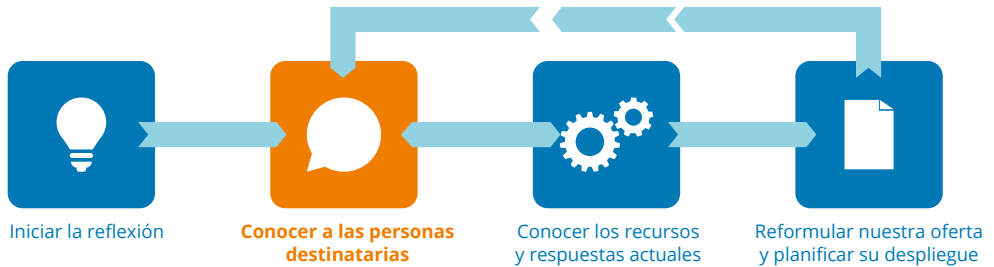 Iniciar la reflexión
Conocer a las personas
destinatarias
Conocer los recursos
y respuestas actuales
Reformular nuestra oferta
y planificar su despliegue